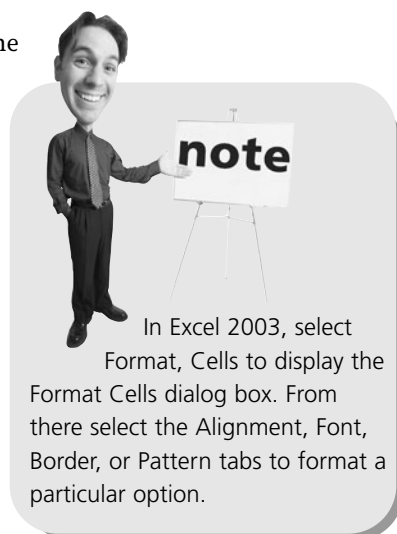 ne
note
In Excel 2003, select
Format, Cells to display the
Format Cells dialog box. From
there select the Alignment, Font,
Border, or Pattern tabs to format a
particular option.